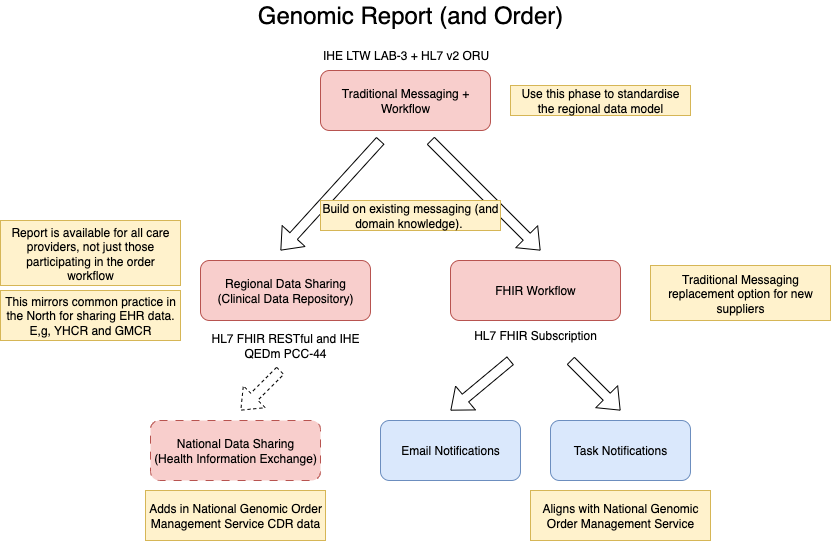 Genomic Report (and Order)
IHE LTW LAB-3 + HL7 v2 ORU
Traditional Messaging +
Workflow
Use this phase to standardise
the regional data model
Build on existing messaging (and
domain knowledge).
Report is available for all care
providers, not just those
participating in the order
workflow
This mirrors common practice in
the North for sharing EHR data.
E,g, YHCR and GMCR
Regional Data Sharing
(Clinical Data Repository)
HL7 FHIR RESTful and IHE
QEDm PCC-44
FHIR Workflow
HL7 FHIR Subscription
Traditional Messaging
replacement option for new
suppliers
National Data Sharing
(Health Information Exchange)
Adds in National Genomic Order
Management Service CDR data
Email Notifications
Task Notifications
Aligns with National Genomic
Order Management Service